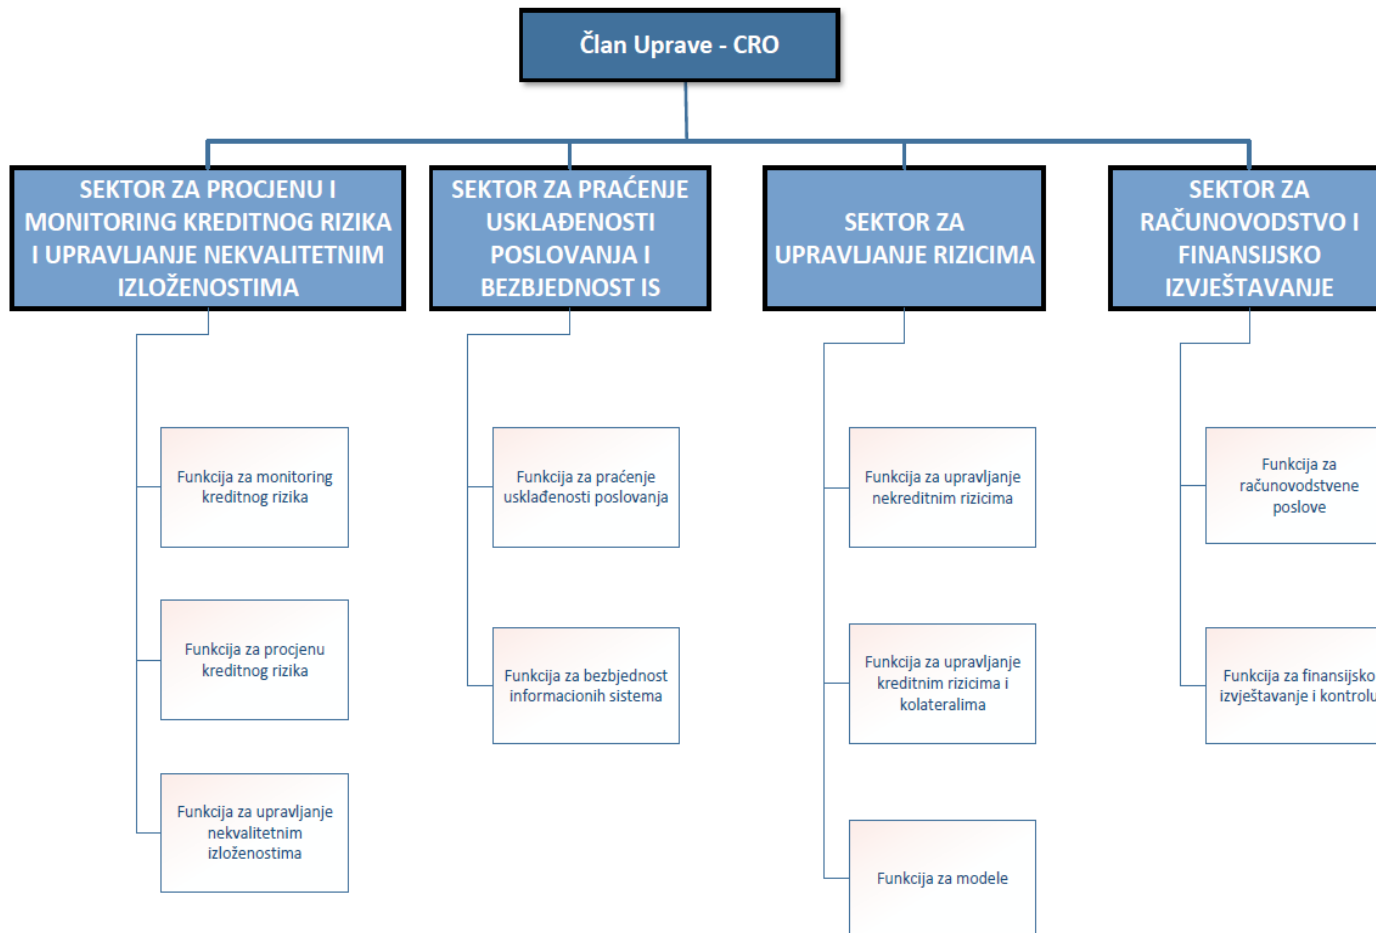 Član Uprave - CRO
SEKTOR ZA PROCJENU I
MONITORING KREDITNOG RIZIKA
I UPRAVLJANJE NEKVALITETNIM
IZLOŽENOSTIMA
SEKTOR ZA PRAĆENJE
USKLAĐENOSTI
POSLOVANJA I
BEZBJEDNOST IS
SEKTOR ZA
UPRAVLJANJE RIZICIMA
SEKTOR ZA
RAČUNOVODSTVO I
FINANSIJSKO
IZVJEŠTAVANJE
Funkcija za monitoring
kreditnog rizika
Funkcija za procjenu
kreditnog rizika
Funkcija za upravljanje
nekvalitetnim
izloženostima
Funkcija za praćenje
usklađenosti poslovanja
Funkcija za bezbjednost
informacionih sistema
Funkcija za upravljanje
nekreditnim rizicima
Funkcija za upravljanje
kreditnim rizicima i
kolateralima
Funkcija za modele
Funkcija za
računovodstvene
poslove
Funkcija za finansijsko
izvještavanje i kontrolu